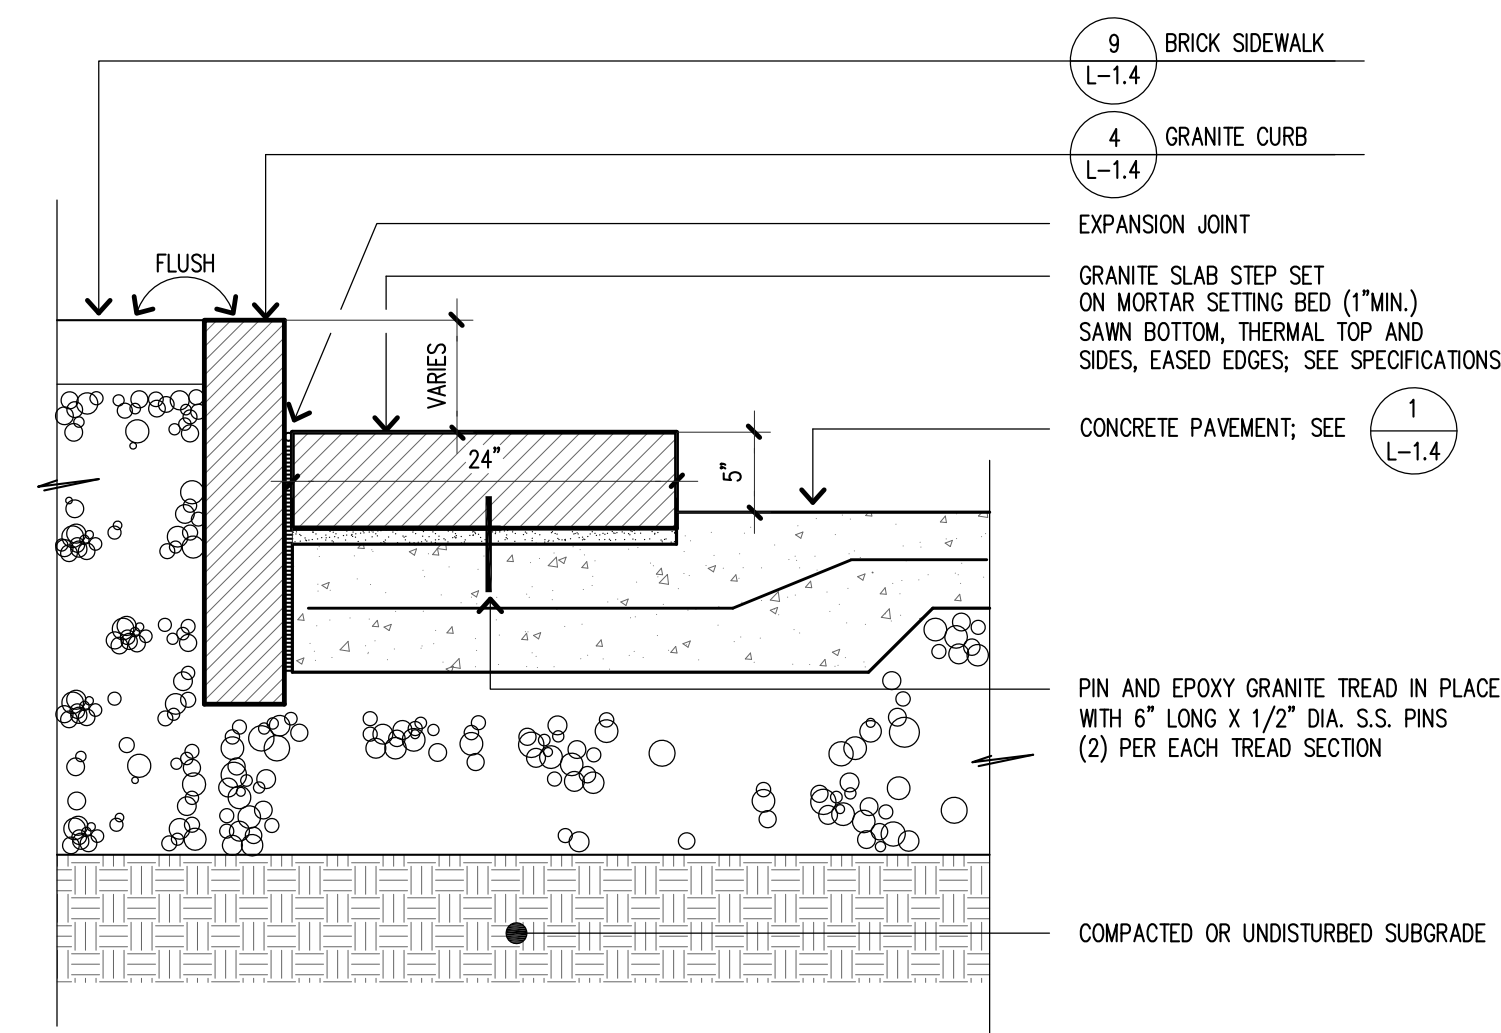 9
BRICK SIDEWALK
L-1.4
4
GRANITE CURB
L-1.4
EXPANSION JOINT
FLUSH
GRANITE SLAB STEP SET
ON MORTAR SETTING BED (1"MIN.)
SAWN BOTTOM, THERMAL TOP AND
SIDES, EASED EDGES; SEE SPECIFICATIONS
VARIES
CONCRETE PAVEMENT; SEE
1
L-1.4
24"
5"
PIN AND EPOXY GRANITE TREAD IN PLACE
WITH 6" LONG X 1/2" DIA. S.S. PINS
(2) PER EACH TREAD SECTION
COMPACTED OR UNDISTURBED SUBGRADE